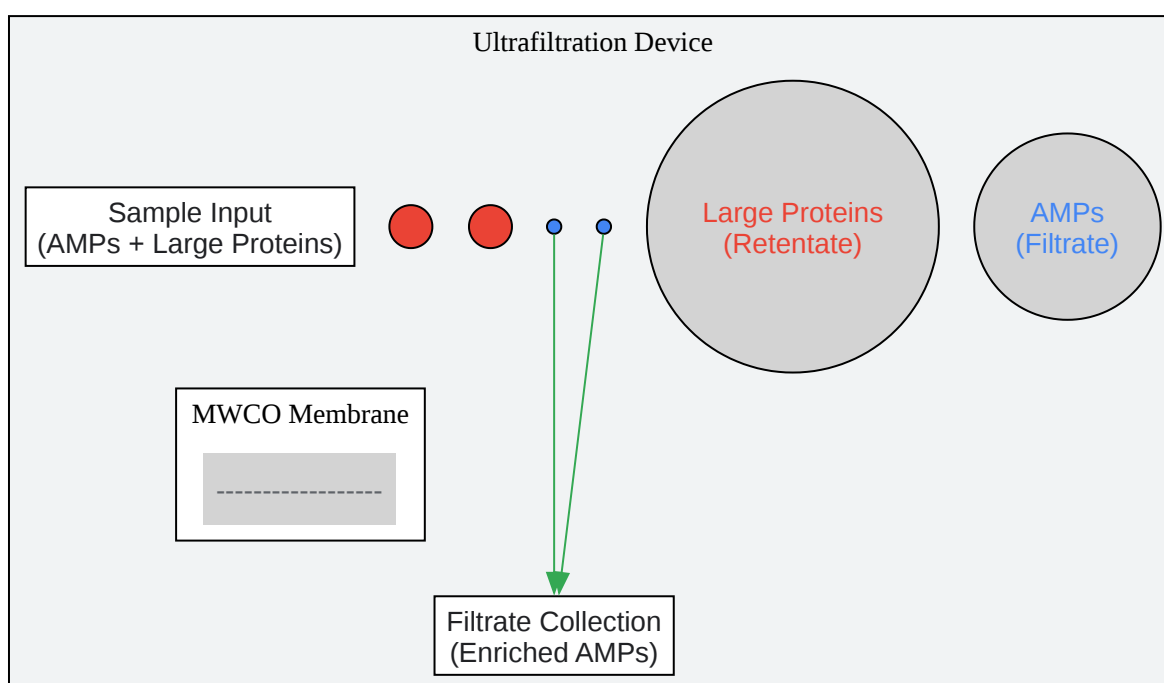 Ultrafiltration Device
Sample Input
(AMPs + Large Proteins)
Large Proteins
(Retentate)
AMPs
(Filtrate)
MWCO Membrane
------------------
Filtrate Collection
(Enriched AMPs)